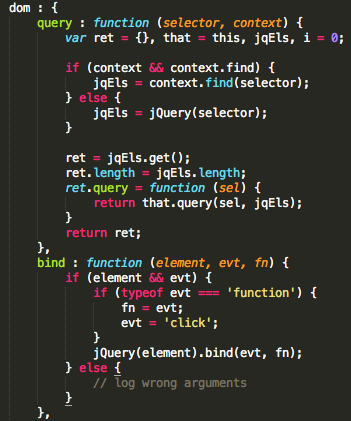 dom : {
    query : function (selector, context) {
        var ret = {}, that = this, jqEls, i = 0;

        if (context && context.find) {
            jqEls = context.find(selector);
        } else {
            jqEls = jQuery(selector);
        }

        ret = jqEls.get();
        ret.length = jqEls.length;
        ret.query = function (sel) {
            return that.query(sel, jqEls);
        }
        return ret;
    },
    bind : function (element, evt, fn) {
        if (element && evt) {
            if (typeof evt === 'function') {
                fn = evt;
                evt = 'click';
            }
            jQuery(element).bind(evt, fn);
        } else {
            // log wrong arguments
        }
    },